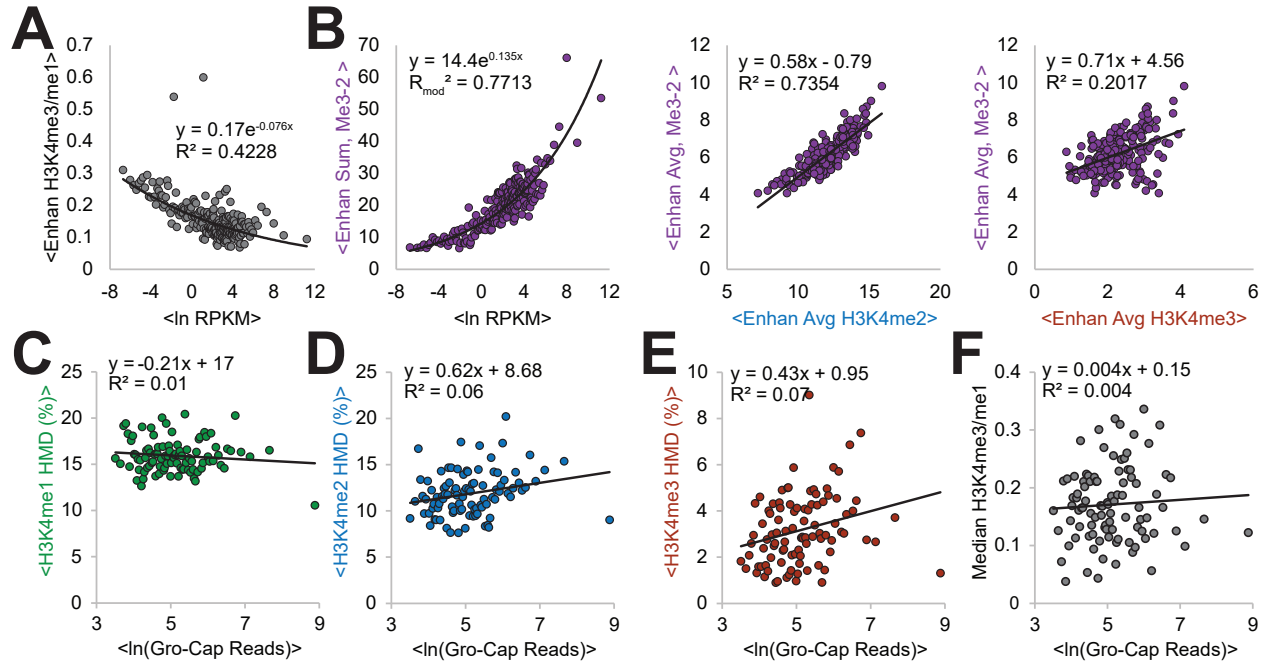 A
<Enhan H3K4me3/me1>
0.7
0.6
0.5
0.4
0.3
0.2
0.1
0
y = 0.17e^-0.076x
R² = 0.4228
-8 -4 0 4 8 12
<ln RPKM>
B
<Enhan Sum, Me3-2 >
70
60
50
40
30
20
10
0
y = 14.4e^0.135x
R_mod² = 0.7713
-8 -4 0 4 8 12
<ln RPKM>
<Enhan Avg, Me3-2 >
12
10
8
6
4
2
0
y = 0.58x - 0.79
R² = 0.7354
5 10 15 20
<Enhan Avg H3K4me2>
<Enhan Avg, Me3-2 >
12
10
8
6
4
2
0
y = 0.71x + 4.56
R² = 0.2017
0 2 4 6
<Enhan Avg H3K4me3>
C
<H3K4me1 HMD (%)>
25
20
15
10
5
0
y = -0.21x + 17
R² = 0.01
3 5 7 9
<ln(Gro-Cap Reads)>
D
<H3K4me2 HMD (%)>
25
20
15
10
5
0
y = 0.62x + 8.68
R² = 0.06
3 5 7 9
<ln(Gro-Cap Reads)>
E
<H3K4me3 HMD (%)>
10
8
6
4
2
0
y = 0.43x + 0.95
R² = 0.07
3 5 7 9
<ln(Gro-Cap Reads)>
F
Median H3K4me3/me1
0.4
0.3
0.2
0.1
0
y = 0.004x + 0.15
R² = 0.004
3 5 7 9
<ln(Gro-Cap Reads)>